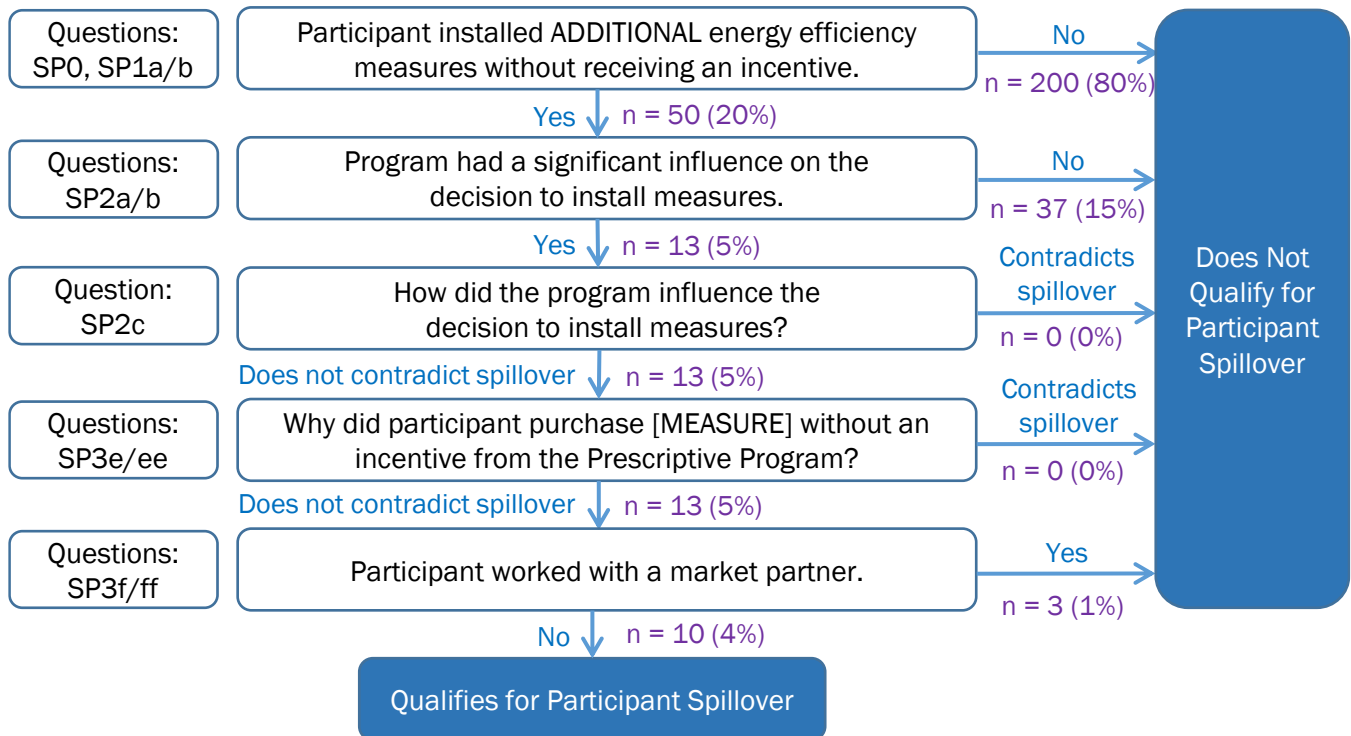 Questions:
SP0, SP1a/b
Participant installed ADDITIONAL energy efficiency
measures without receiving an incentive.
No
n = 200 (80%)
Yes n = 50 (20%)
Questions:
SP2a/b
Program had a significant influence on the
decision to install measures.
No
n = 37 (15%)
Yes n = 13 (5%)
Question:
SP2c
How did the program influence the
decision to install measures?
Contradicts
spillover
n = 0 (0%)
Does not contradict spillover n = 13 (5%)
Questions:
SP3e/ee
Why did participant purchase [MEASURE] without an
incentive from the Prescriptive Program?
Contradicts
spillover
n = 0 (0%)
Does not contradict spillover n = 13 (5%)
Questions:
SP3f/ff
Participant worked with a market partner.
Yes
n = 3 (1%)
No n = 10 (4%)
Does Not
Qualify for
Participant
Spillover
Qualifies for Participant Spillover